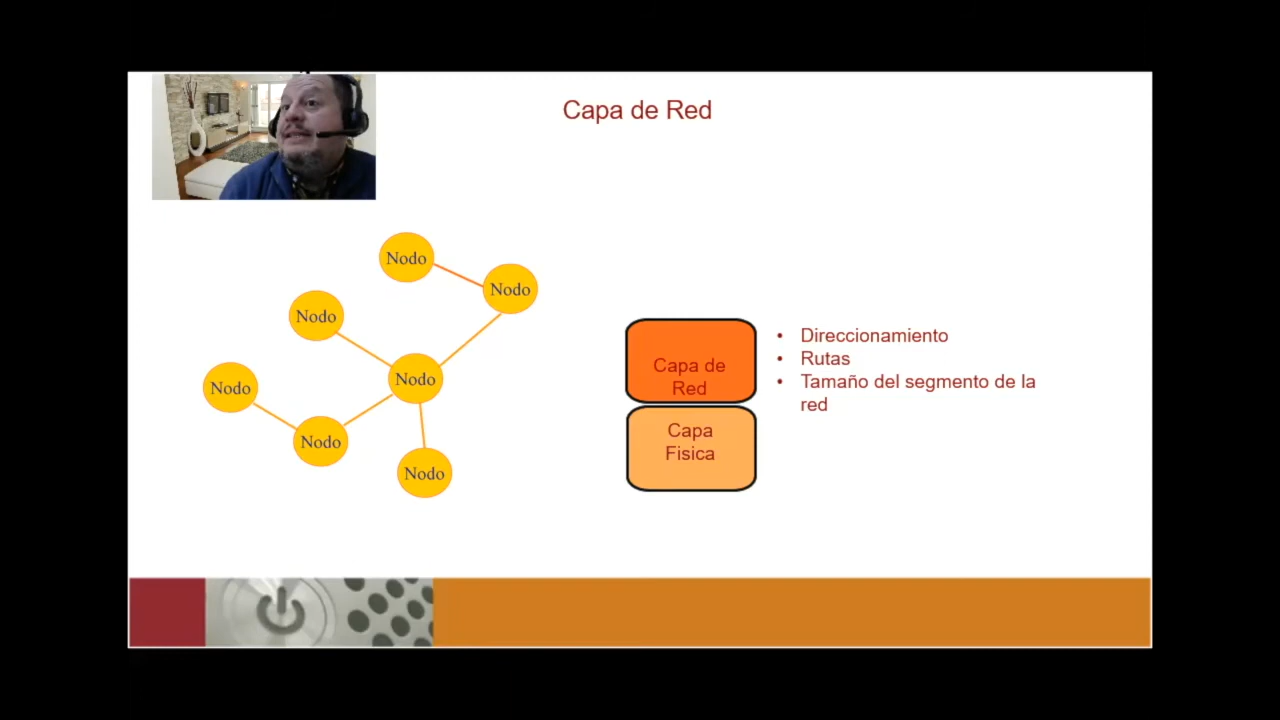 Capa de Red
Nodo
Nodo
Nodo
Nodo
Nodo
Nodo
Nodo
Capa de
Red
Capa
Fisica
• Direccionamiento
• Rutas
• Tamaño del segmento de la
red